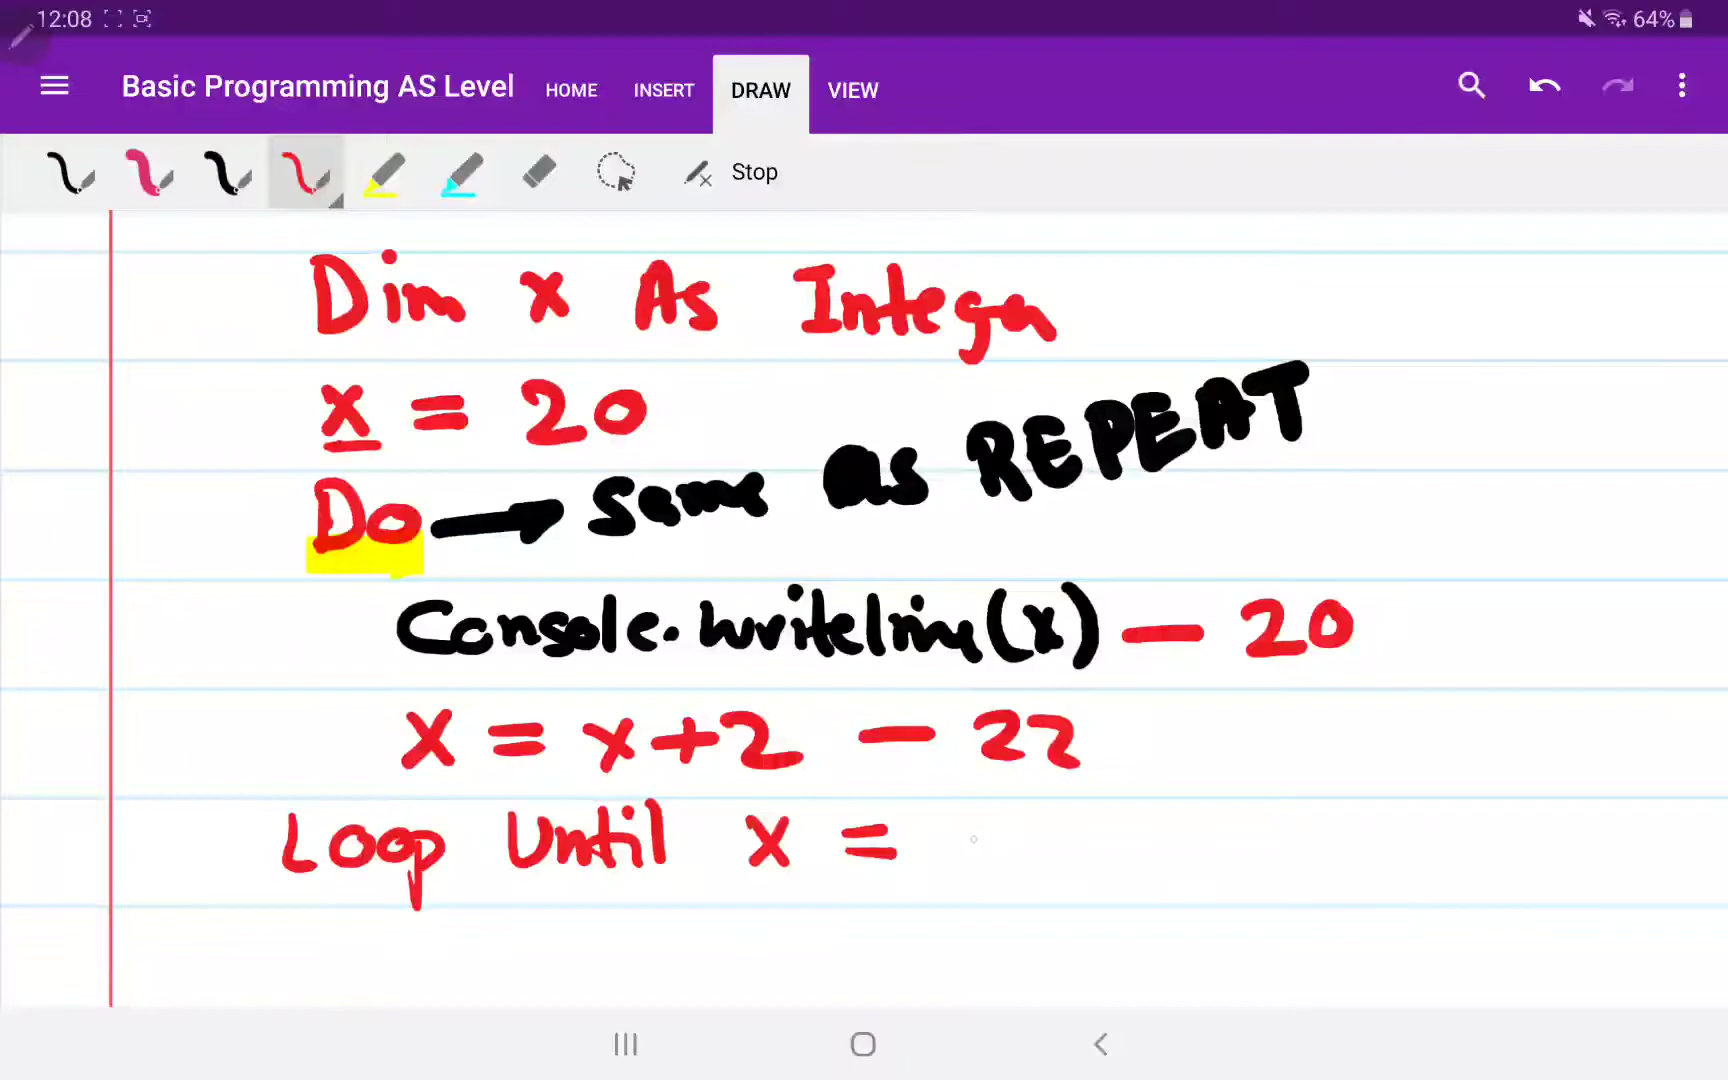 12:08 64%
Basic Programming AS Level HOME INSERT DRAW VIEW
Stop
Dim x As Integer
x = 20
Do → Same as REPEAT
Console.writeline(x) — 20
x = x+2 — 22
Loop Until x =